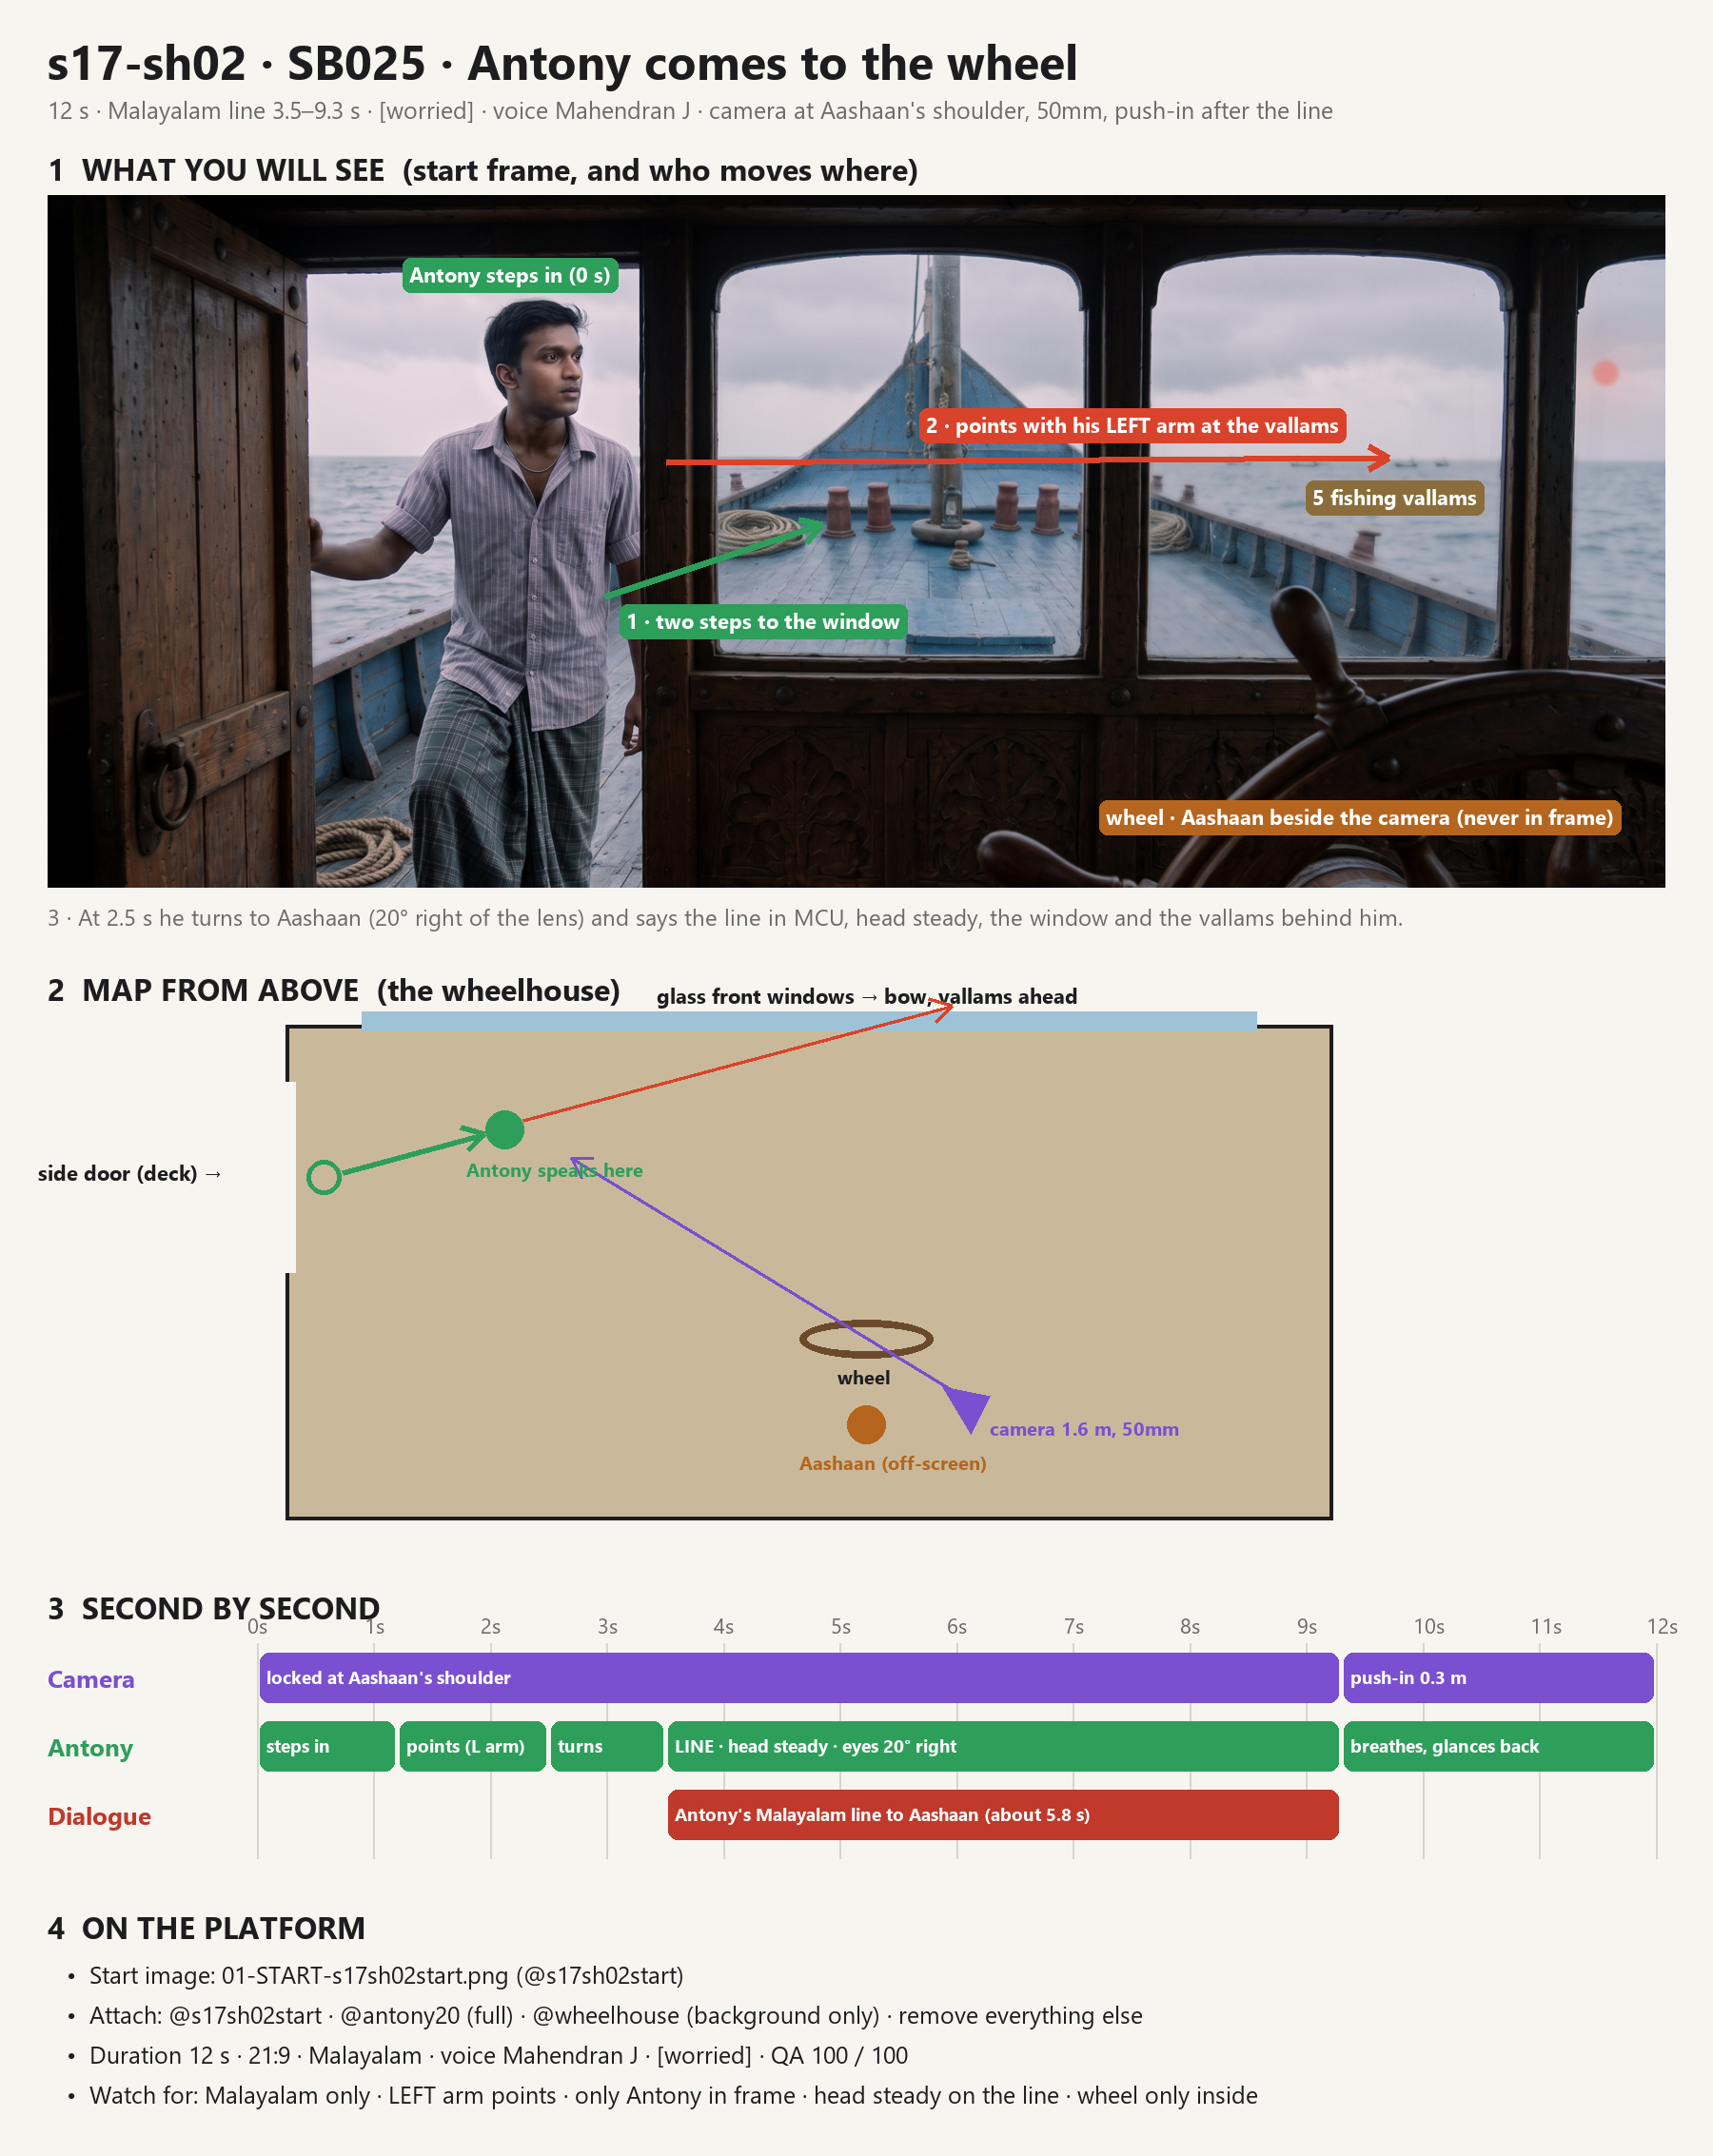 s17-sh02 · SB025 · Antony comes to the wheel
12 s · Malayalam line 3.5–9.3 s · [worried] · voice Mahendran J · camera at Aashaan's shoulder, 50mm, push-in after the line
1 WHAT YOU WILL SEE (start frame, and who moves where)
Antony steps in (0 s)
2 · points with his LEFT arm at the vallams
5 fishing vallams
1 · two steps to the window
wheel · Aashaan beside the camera (never in frame)
3 · At 2.5 s he turns to Aashaan (20° right of the lens) and says the line in MCU, head steady, the window and the vallams behind him.
2 MAP FROM ABOVE (the wheelhouse)
glass front windows → bow, vallams ahead
side door (deck) →
Antony speaks here
wheel
camera 1.6 m, 50mm
Aashaan (off-screen)
3 SECOND BY SECOND
0s 1s 2s 3s 4s 5s 6s 7s 8s 9s 10s 11s 12s
Camera
locked at Aashaan's shoulder
push-in 0.3 m
Antony
steps in
points (L arm)
turns
LINE · head steady · eyes 20° right
breathes, glances back
Dialogue
Antony's Malayalam line to Aashaan (about 5.8 s)
4 ON THE PLATFORM
• Start image: 01-START-s17sh02start.png (@s17sh02start)
• Attach: @s17sh02start · @antony20 (full) · @wheelhouse (background only) · remove everything else
• Duration 12 s · 21:9 · Malayalam · voice Mahendran J · [worried] · QA 100 / 100
• Watch for: Malayalam only · LEFT arm points · only Antony in frame · head steady on the line · wheel only inside